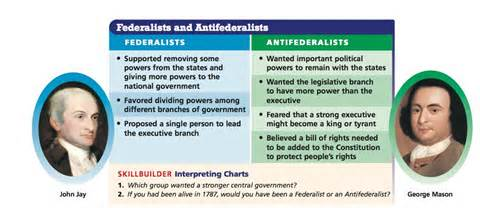 Federalists and Antifederalists
FEDERALISTS
• Supported removing some
powers from the states and
giving more powers to the
national government
• Favored dividing powers among
different branches of government
• Proposed a single person to lead
the executive branch
ANTIFEDERALISTS
• Wanted important political
powers to remain with the states
• Wanted the legislative branch
to have more power than the
executive
• Feared that a strong executive
might become a king or tyrant
• Believed a bill of rights needed
to be added to the Constitution
to protect people's rights
SKILLBUILDER Interpreting Charts
1. Which group wanted a stronger central government?
2. If you had been alive in 1787, would you have been a Federalist or an Antifederalist?
John Jay
George Mason